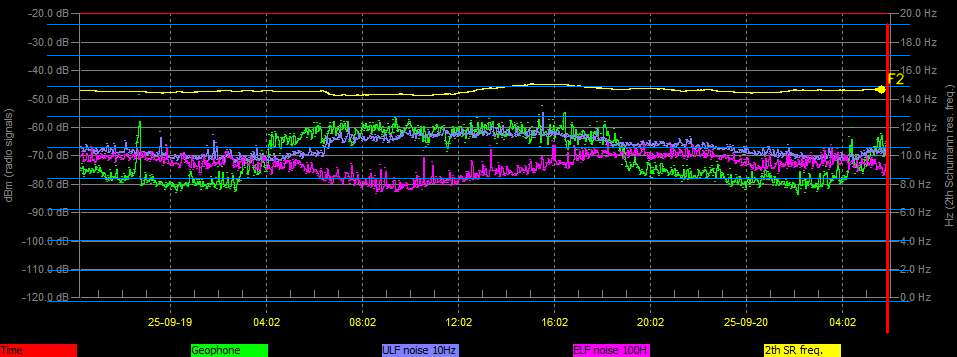 -20.0 dB
20.0 Hz
-30.0 dB
18.0 Hz
-40.0 dB
16.0 Hz
F2
-50.0 dB
14.0 Hz
-60.0 dB
12.0 Hz
-70.0 dB
10.0 Hz
-80.0 dB
8.0 Hz
-90.0 dB
6.0 Hz
-100.0 dB
4.0 Hz
-110.0 dB
2.0 Hz
-120.0 dB
0.0 Hz
dBm (radio signals)
Hz (2th Schumann res. freq.)
25-09-19 04:02 08:02 12:02 16:02 20:02 25-09-20 04:02
Time Geophone ULF noise 10Hz ELF noise 100H 2th SR freq.